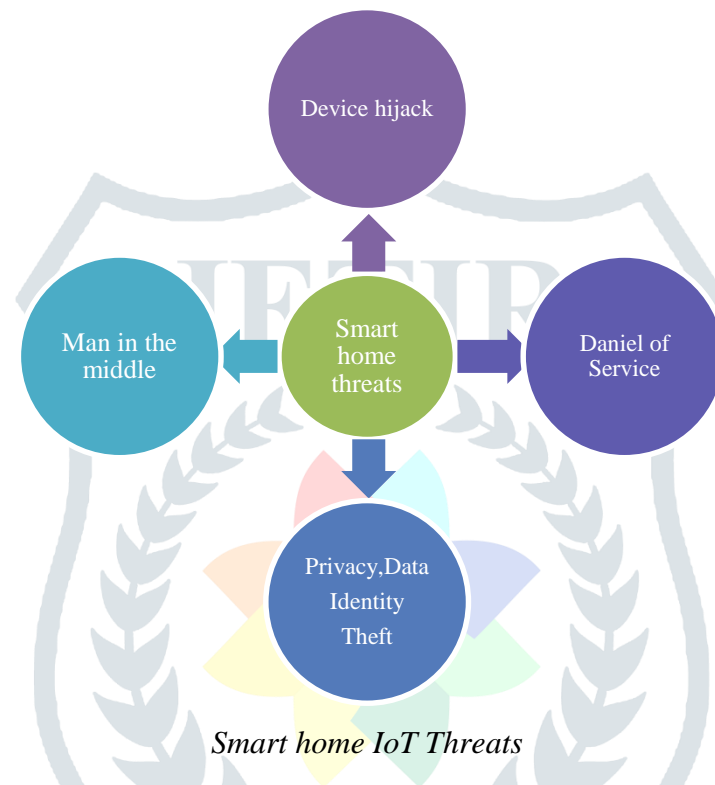 Device hijack
JETIR
Man in the
middle
Smart
home
threats
Daniel of
Service
Privacy,Data
Identity
Theft
Smart home IoT Threats